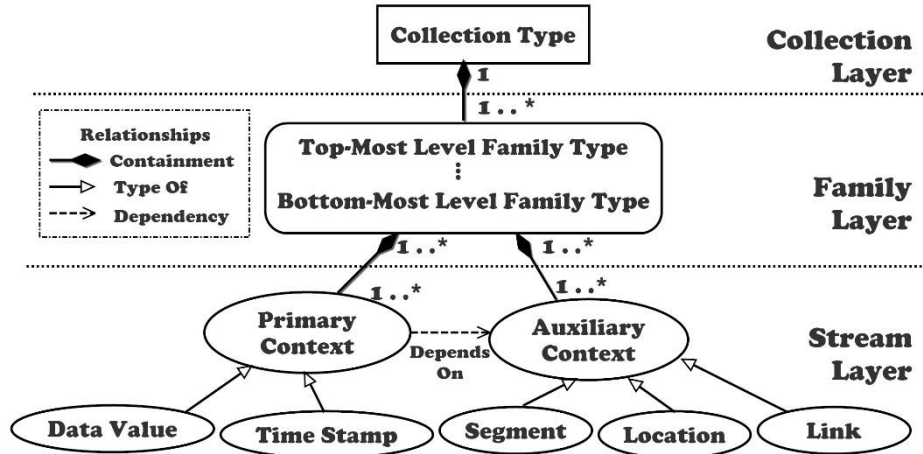 Collection Type
Collection
Layer
1
1..*
Relationships
Containment
Type Of
Dependency
Top-Most Level Family Type
⋮
Bottom-Most Level Family Type
Family
Layer
1..*
1..*
1..*
1..*
Primary
Context
Depends
On
Auxiliary
Context
Stream
Layer
Data Value
Time Stamp
Segment
Location
Link